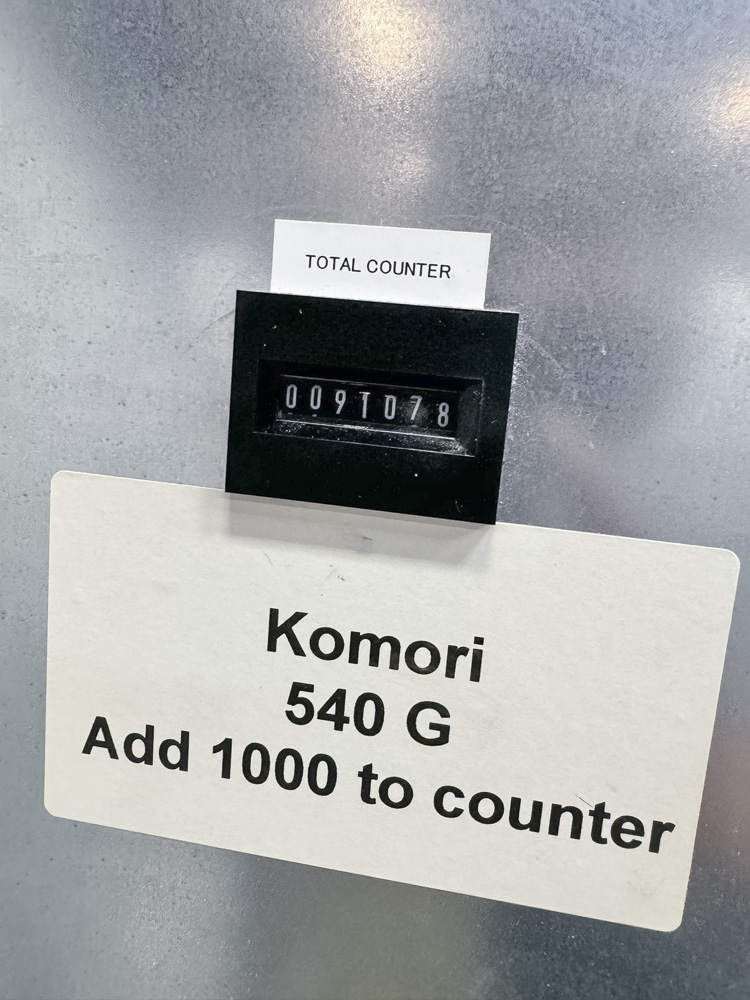 TOTAL COUNTER
0091078
Komori
540 G
Add 1000 to counter